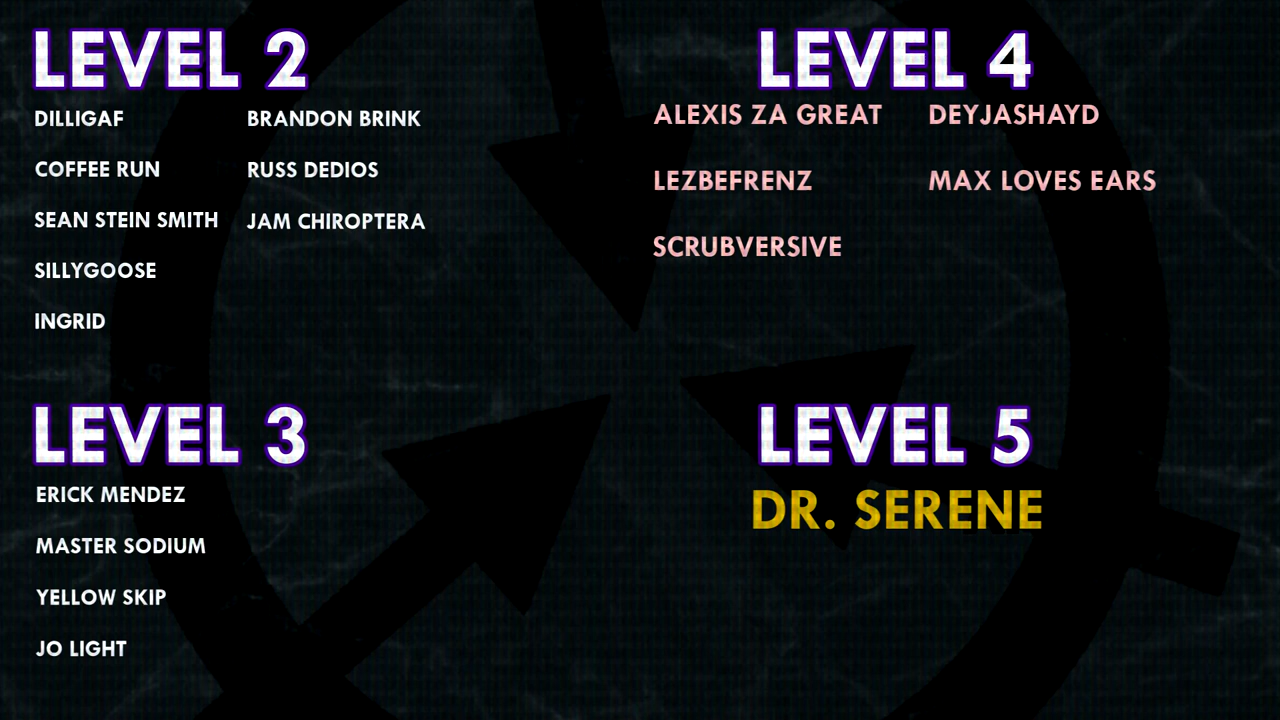 LEVEL 2
DILLIGAF
COFFEE RUN
SEAN STEIN SMITH
SILLYGOOSE
INGRID
BRANDON BRINK
RUSS DEDIOS
JAM CHIROPTERA
LEVEL 3
ERICK MENDEZ
MASTER SODIUM
YELLOW SKIP
JO LIGHT
LEVEL 4
ALEXIS ZA GREAT
LEZBEFRENZ
SCRUBVERSIVE
DEYJASHAYD
MAX LOVES EARS
LEVEL 5
DR. SERENE